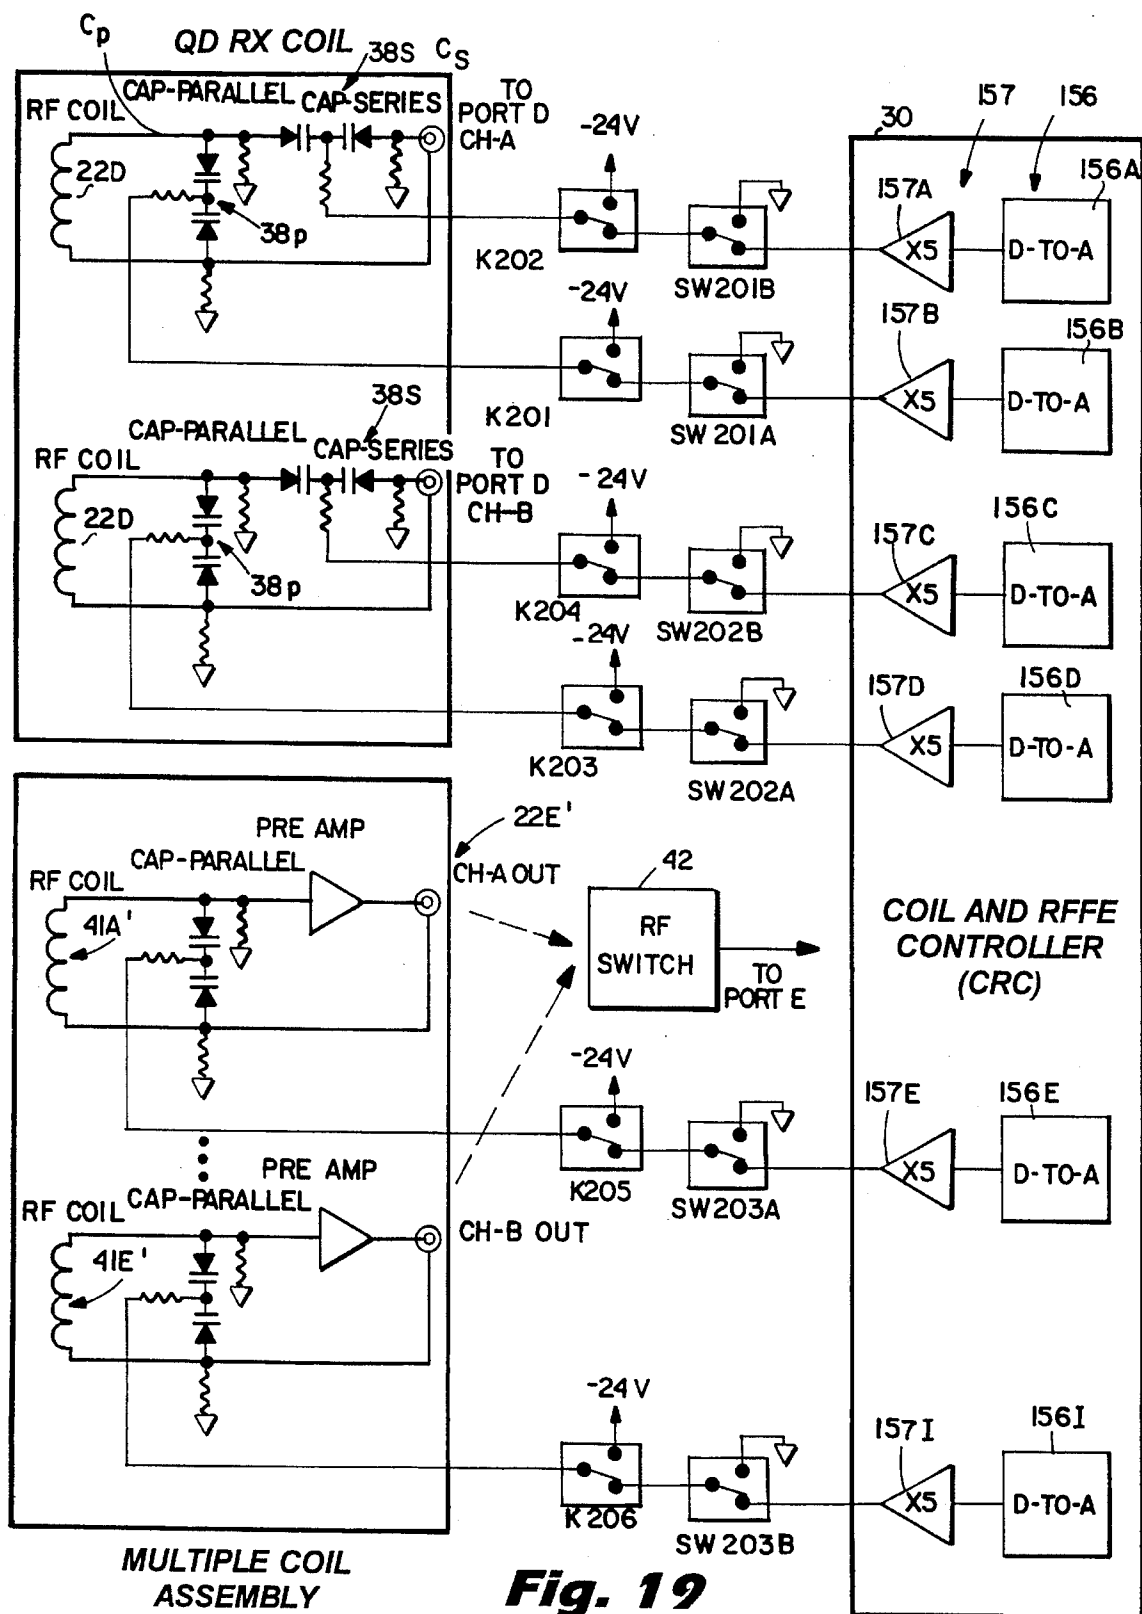 Cp
QD RX COIL
38S
Cs
CAP-PARALLEL
CAP-SERIES
TO
PORT D
CH-A
RF COIL
22D
38p
-24V
K202
SW201B
30
157
156
157A
X5
156A
D-TO-A
-24V
K201
SW201A
157B
X5
156B
D-TO-A
38S
CAP-PARALLEL
CAP-SERIES
RF COIL
TO
PORT D
CH-B
22D
38p
-24V
K204
SW202B
157C
X5
156C
D-TO-A
-24V
K203
SW202A
157D
X5
156D
D-TO-A
22E'
PRE AMP
CAP-PARALLEL
CH-A OUT
RF COIL
41A'
42
RF
SWITCH
TO
PORT E
COIL AND RFFE
CONTROLLER
(CRC)
-24V
K205
SW203A
157E
X5
156E
D-TO-A
PRE AMP
CAP-PARALLEL
RF COIL
CH-B OUT
41E'
-24V
K206
SW203B
157I
X5
156I
D-TO-A
MULTIPLE COIL
ASSEMBLY
Fig. 19